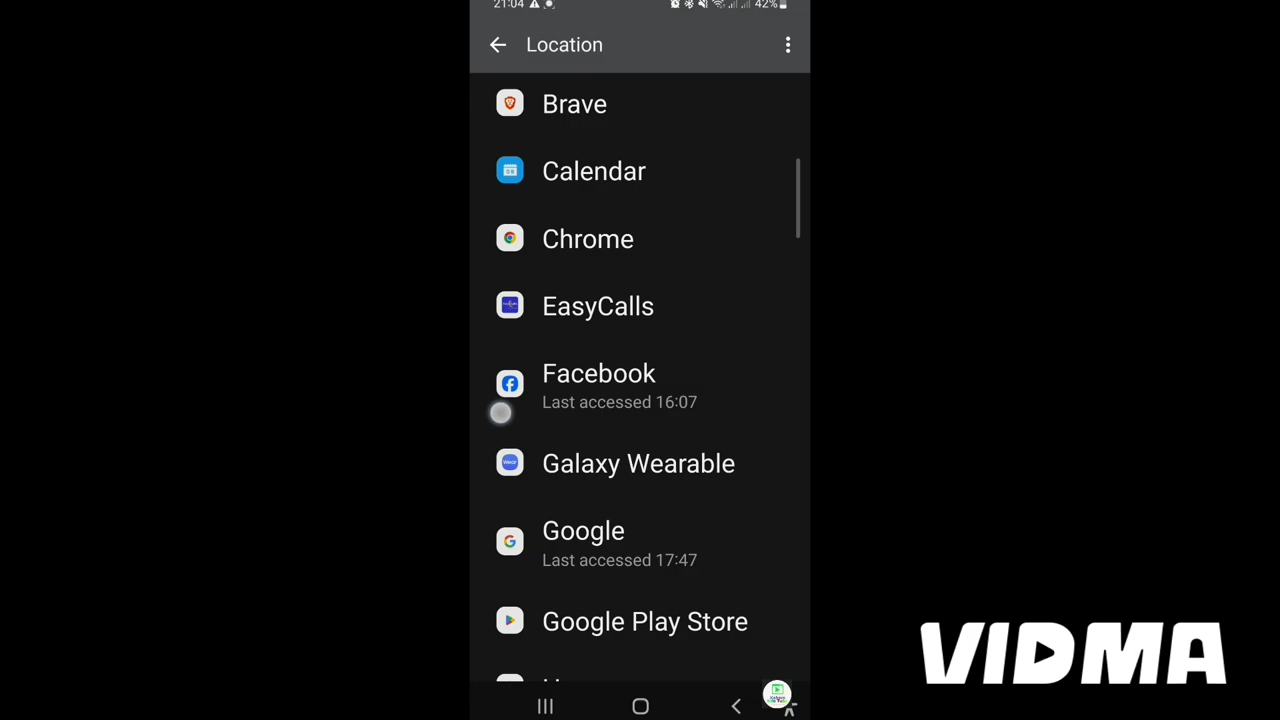 21:04
42%
Location
Brave
Calendar
Chrome
EasyCalls
Facebook
Last accessed 16:07
Galaxy Wearable
Google
Last accessed 17:47
Google Play Store
VIDMA